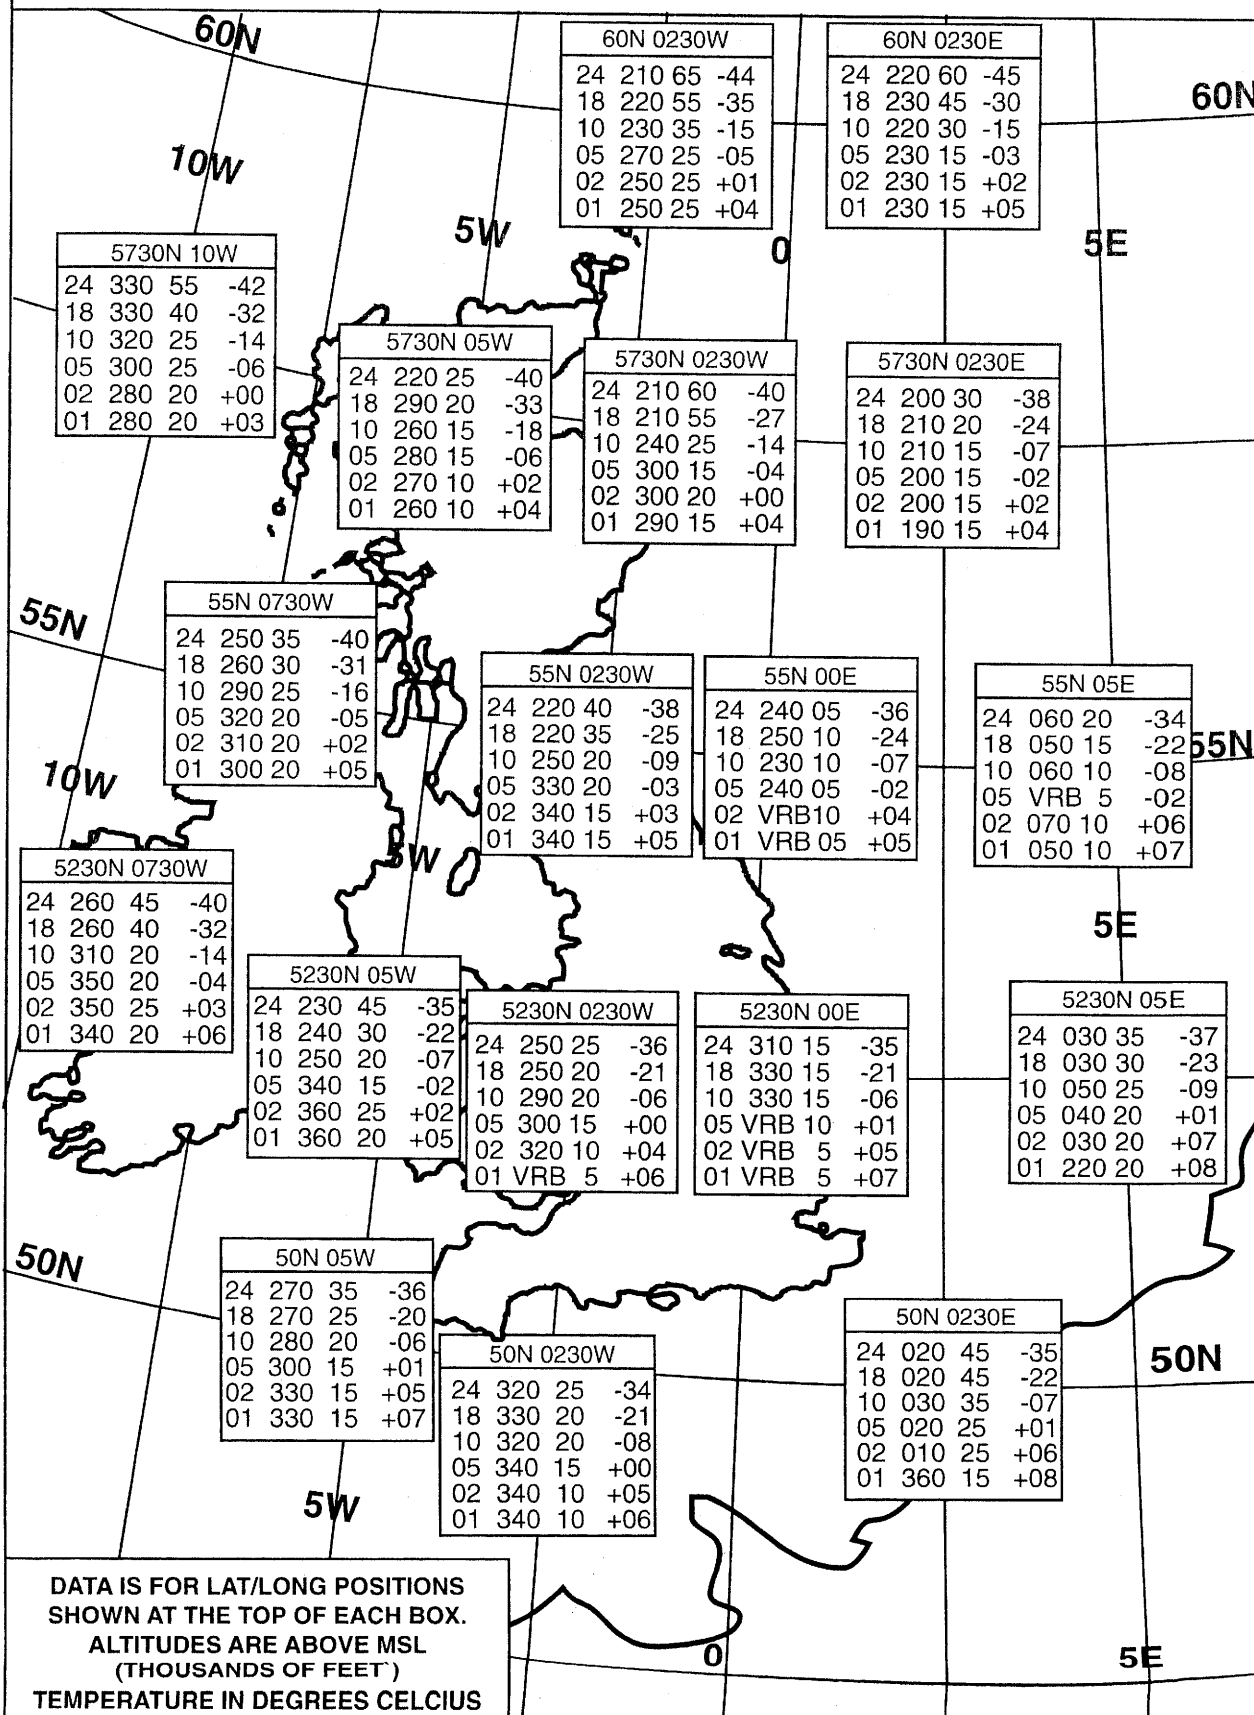 60N
60N 0230W
24 210 65 -44
18 220 55 -35
10 230 35 -15
05 270 25 -05
02 250 25 +01
01 250 25 +04
60N 0230E
24 220 60 -45
18 230 45 -30
10 220 30 -15
05 230 15 -03
02 230 15 +02
01 230 15 +05
60N
10W
5W
0
5E
5730N 10W
24 330 55 -42
18 330 40 -32
10 320 25 -14
05 300 25 -06
02 280 20 +00
01 280 20 +03
5730N 05W
24 220 25 -40
18 290 20 -33
10 260 15 -18
05 280 15 -06
02 270 10 +02
01 260 10 +04
5730N 0230W
24 210 60 -40
18 210 55 -27
10 240 25 -14
05 300 15 -04
02 300 20 +00
01 290 15 +04
5730N 0230E
24 200 30 -38
18 210 20 -24
10 210 15 -07
05 200 15 -02
02 200 15 +02
01 190 15 +04
55N
55N 0730W
24 250 35 -40
18 260 30 -31
10 290 25 -16
05 320 20 -05
02 310 20 +02
01 300 20 +05
55N 0230W
24 220 40 -38
18 220 35 -25
10 250 20 -09
05 330 20 -03
02 340 15 +03
01 340 15 +05
55N 00E
24 240 05 -36
18 250 10 -24
10 230 10 -07
05 240 05 -02
02 VRB10 +04
01 VRB 05 +05
55N 05E
24 060 20 -34
18 050 15 -22
10 060 10 -08
05 VRB 5 -02
02 070 10 +06
01 050 10 +07
55N
10W
W
5E
5230N 0730W
24 260 45 -40
18 260 40 -32
10 310 20 -14
05 350 20 -04
02 350 25 +03
01 340 20 +06
5230N 05W
24 230 45 -35
18 240 30 -22
10 250 20 -07
05 340 15 -02
02 360 25 +02
01 360 20 +05
5230N 0230W
24 250 25 -36
18 250 20 -21
10 290 20 -06
05 300 15 +00
02 320 10 +04
01 VRB 5 +06
5230N 00E
24 310 15 -35
18 330 15 -21
10 330 15 -06
05 VRB 10 +01
02 VRB 5 +05
01 VRB 5 +07
5230N 05E
24 030 35 -37
18 030 30 -23
10 050 25 -09
05 040 20 +01
02 030 20 +07
01 220 20 +08
50N
50N 05W
24 270 35 -36
18 270 25 -20
10 280 20 -06
05 300 15 +01
02 330 15 +05
01 330 15 +07
50N 0230W
24 320 25 -34
18 330 20 -21
10 320 20 -08
05 340 15 +00
02 340 10 +05
01 340 10 +06
50N 0230E
24 020 45 -35
18 020 45 -22
10 030 35 -07
05 020 25 +01
02 010 25 +06
01 360 15 +08
50N
5W
0
5E
DATA IS FOR LAT/LONG POSITIONS
SHOWN AT THE TOP OF EACH BOX.
ALTITUDES ARE ABOVE MSL
(THOUSANDS OF FEET`)
TEMPERATURE IN DEGREES CELCIUS